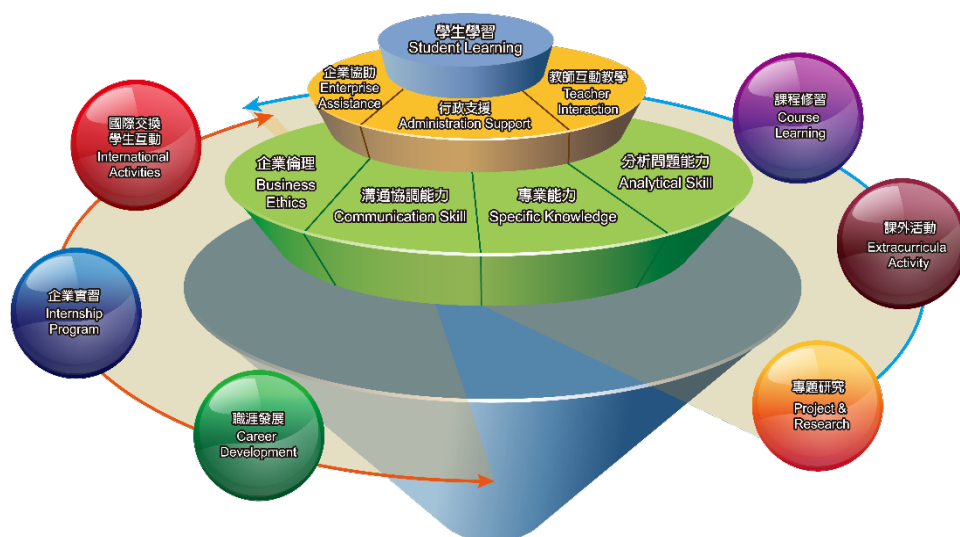 學生學習
Student Learning
企業協助
Enterprise
Assistance
行政支援
Administration Support
教師互動教學
Teacher
Interaction
企業倫理
Business
Ethics
溝通協調能力
Communication Skill
專業能力
Specific Knowledge
分析問題能力
Analytical Skill
國際交換
學生互動
International
Activities
企業實習
Internship
Program
職涯發展
Career
Development
課程修習
Course
Learning
課外活動
Extracurricula
Activity
專題研究
Project &
Research